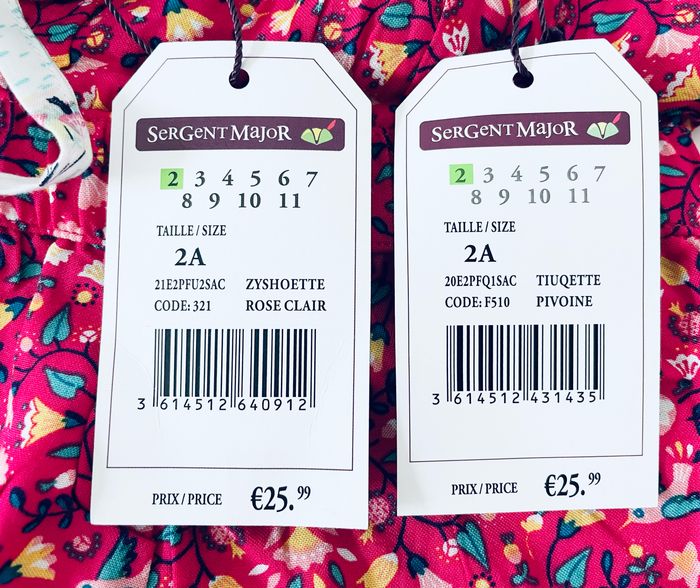 SERGENT MAJOR
2 3 4 5 6 7
8 9 10 11
TAILLE / SIZE
2A
21E2PFU2SAC ZYSHOETTE
CODE: 321 ROSE CLAIR
3 614512 640912
PRIX / PRICE €25.99
SERGENT MAJOR
2 3 4 5 6 7
8 9 10 11
TAILLE / SIZE
2A
20E2PFQ1SAC TIUQETTE
CODE: F510 PIVOINE
3 614512 431435
PRIX / PRICE €25.99